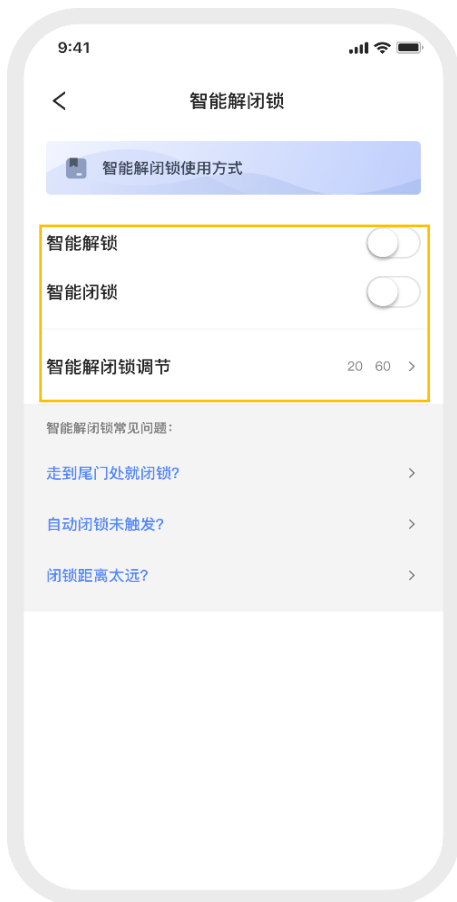 9:41
智能解闭锁
智能解闭锁使用方式
智能解锁
智能闭锁
智能解闭锁调节 20 60
智能解闭锁常见问题：
走到尾门处就闭锁?
自动闭锁未触发?
闭锁距离太远?